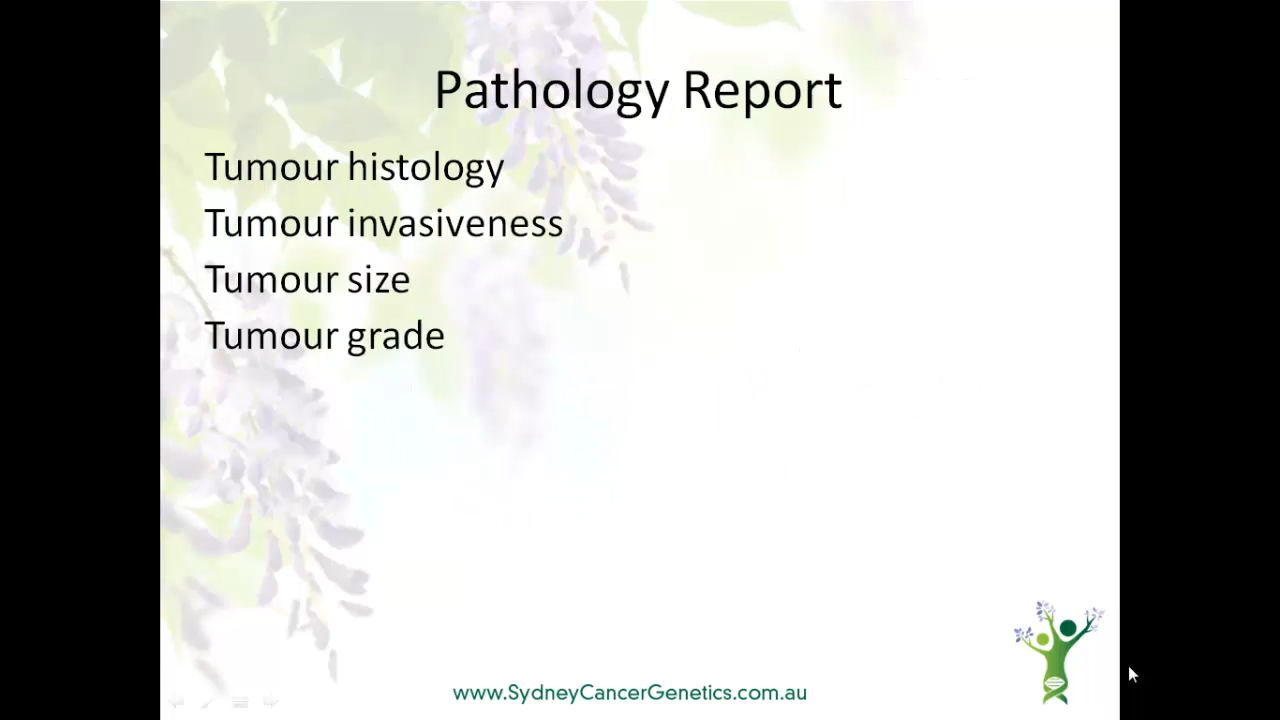 Pathology Report
Tumour histology
Tumour invasiveness
Tumour size
Tumour grade
www.SydneyCancerGenetics.com.au